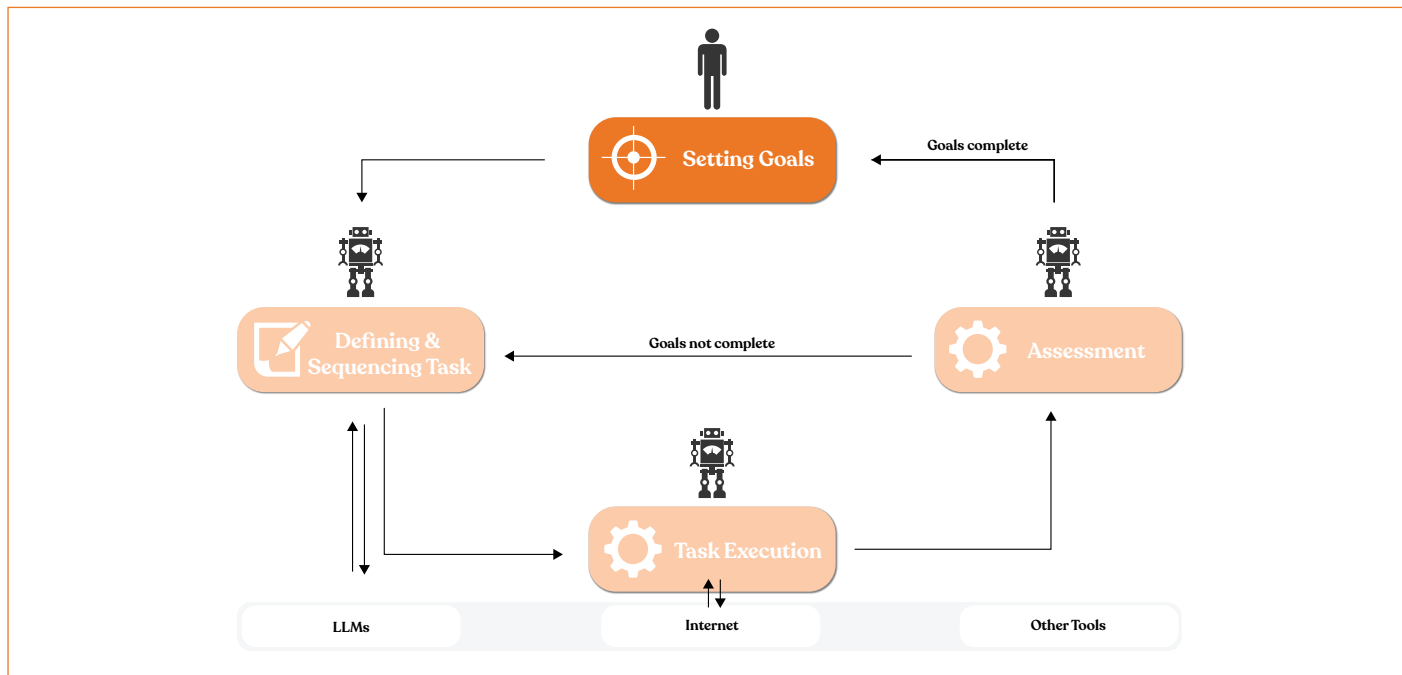 Setting Goals
Goals complete
Defining &
Sequencing Task
Goals not complete
Assessment
Task Execution
LLMs
Internet
Other Tools